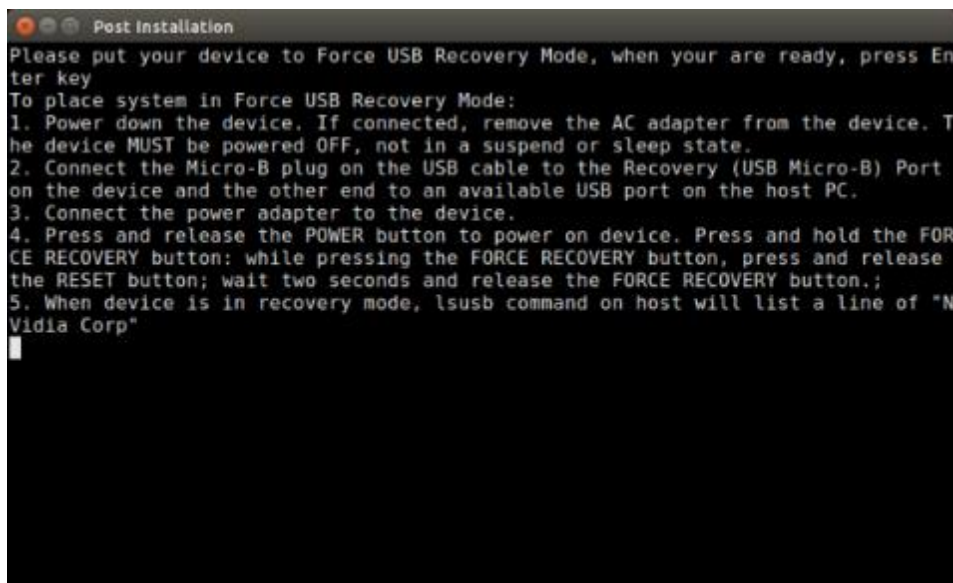 Post Installation
Please put your device to Force USB Recovery Mode, when your are ready, press En
ter key
To place system in Force USB Recovery Mode:
1. Power down the device. If connected, remove the AC adapter from the device. T
he device MUST be powered OFF, not in a suspend or sleep state.
2. Connect the Micro-B plug on the USB cable to the Recovery (USB Micro-B) Port
on the device and the other end to an available USB port on the host PC.
3. Connect the power adapter to the device.
4. Press and release the POWER button to power on device. Press and hold the FOR
CE RECOVERY button: while pressing the FORCE RECOVERY button, press and release
the RESET button; wait two seconds and release the FORCE RECOVERY button.;
5. When device is in recovery mode, lsusb command on host will list a line of "N
Vidia Corp"